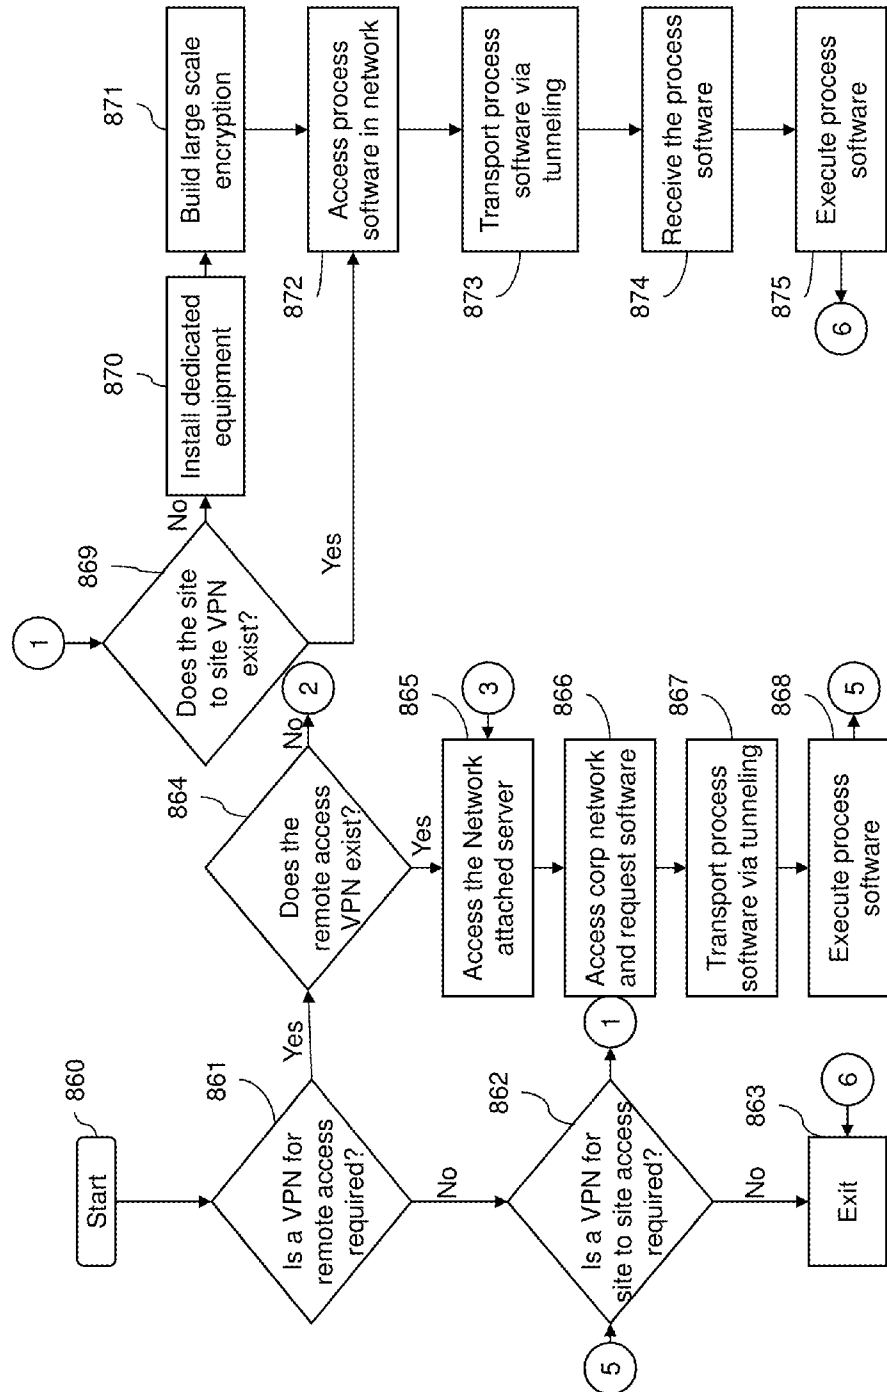 860
Start
861
Is a VPN for
remote access
required?
Yes
No
862
Is a VPN for
site to site access
required?
5
1
No
863
Exit
6
864
Does the
remote access
VPN exist?
No
2
Yes
865
3
Access the Network
attached server
866
Access corp network
and request software
867
Transport process
software via tunneling
868
Execute process
software
5
1
869
Does the site
to site VPN
exist?
No
Yes
870
Install dedicated
equipment
871
Build large scale
encryption
872
Access process
software in network
873
Transport process
software via
tunneling
874
Receive the process
software
875
Execute process
software
6